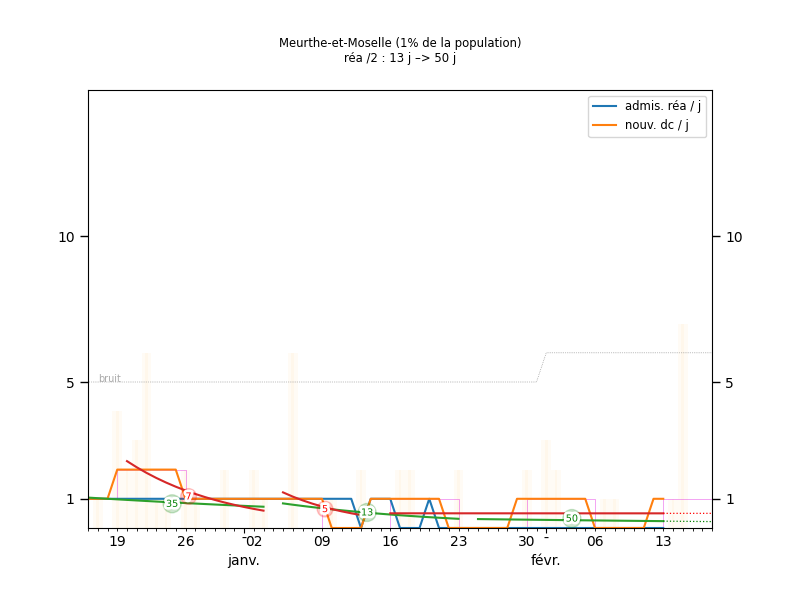 Meurthe-et-Moselle (1% de la population)
réa /2 : 13 j –> 50 j
admis. réa / j
nouv. dc / j
10 10
bruit
5 5
35 7 5 13 50
1 1
19 26 02 09 16 23 30 06 13
janv. févr.